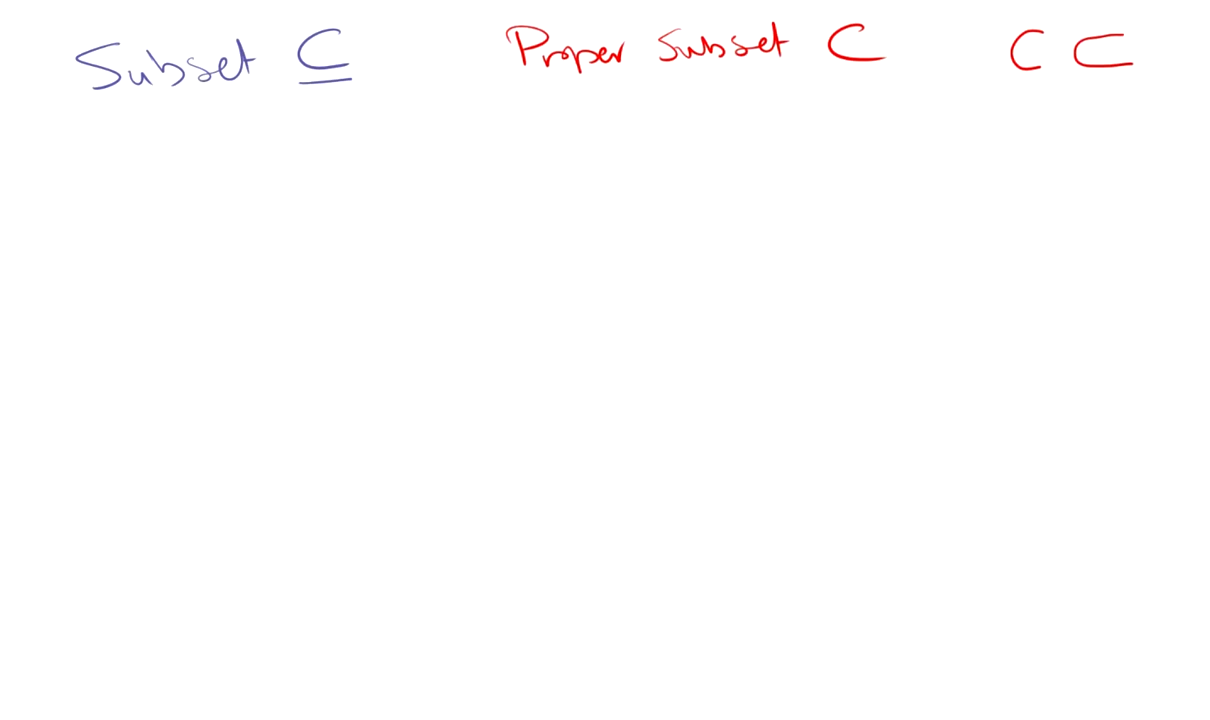 Subset ⊆ Proper Subset ⊂ C ⊂